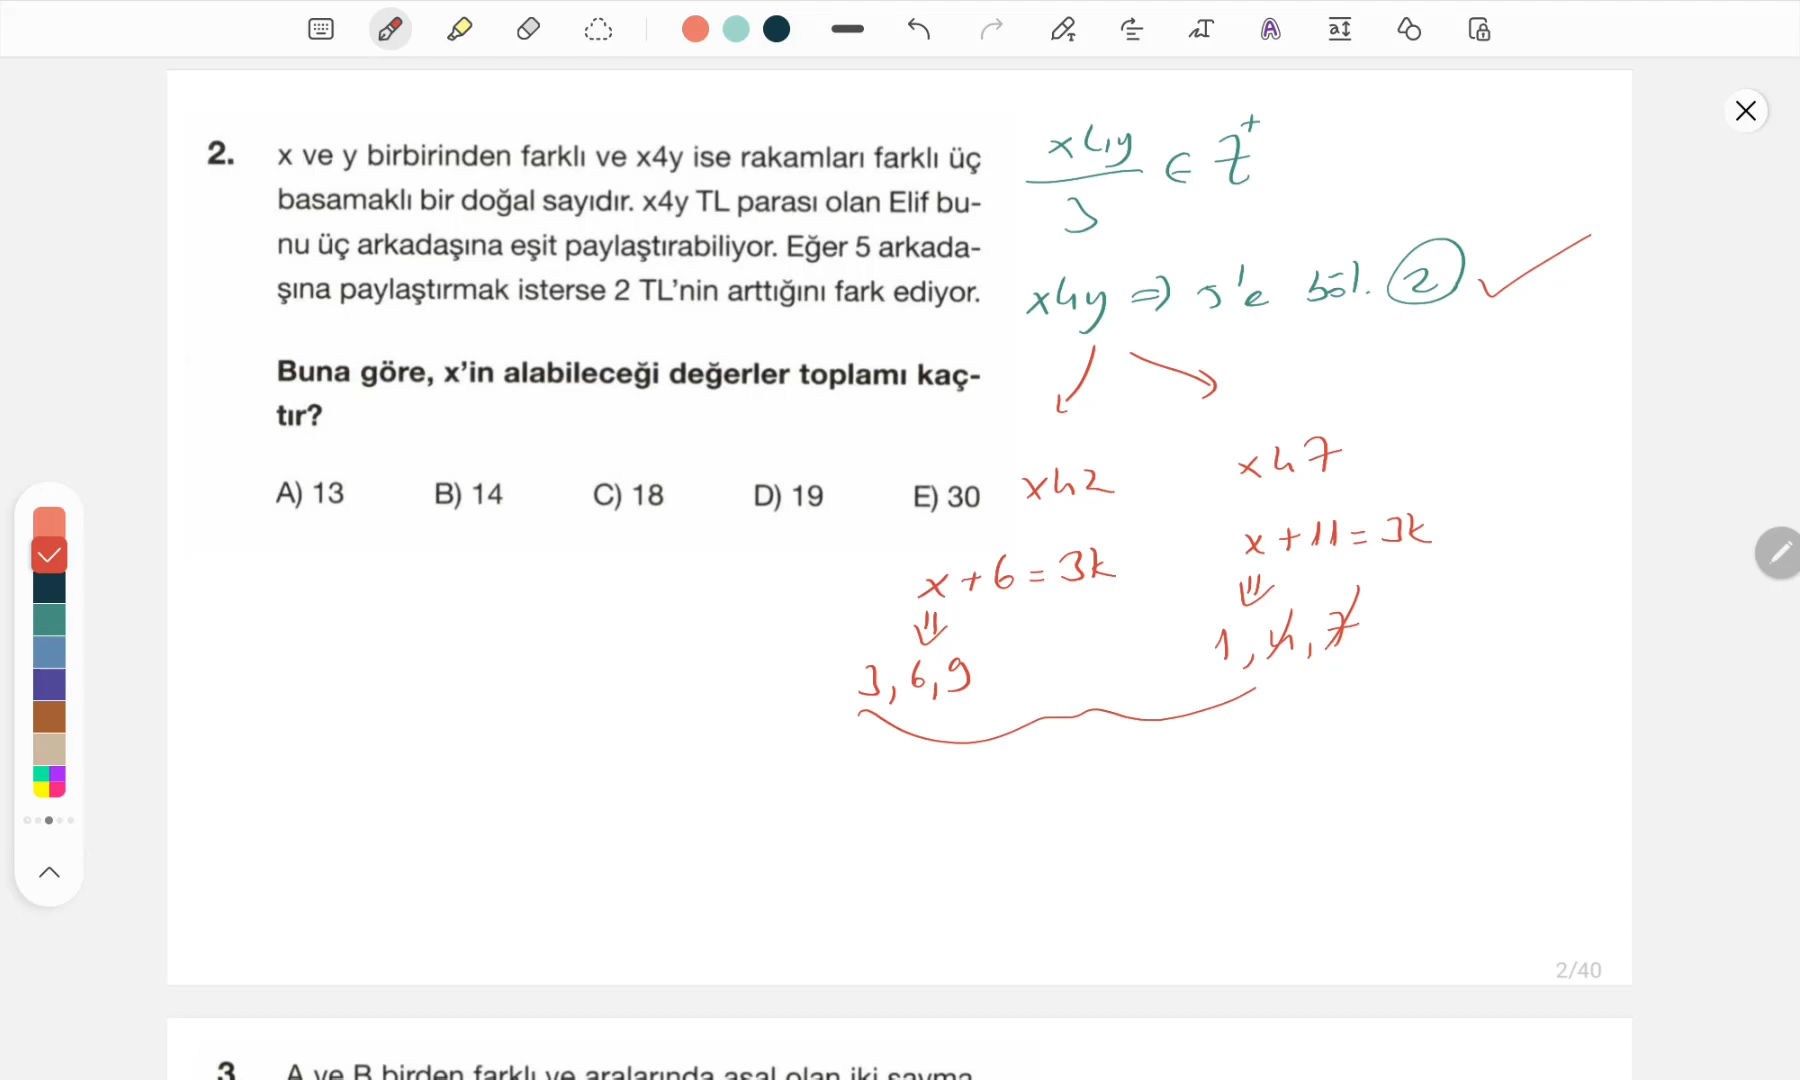 2. x ve y birbirinden farklı ve x4y ise rakamları farklı üç
basamaklı bir doğal sayıdır. x4y TL parası olan Elif bu-
nu üç arkadaşına eşit paylaştırabiliyor. Eğer 5 arkada-
şına paylaştırmak isterse 2 TL'nin arttığını fark ediyor.
Buna göre, x'in alabileceği değerler toplamı kaç-
tır?
A) 13 B) 14 C) 18 D) 19 E) 30
x4y
3
∈ Z+
x4y ⇒ 5'e böl. 2
x42
x47
x + 6 = 3k
x + 11 = 3k
3, 6, 9
1, 4, 7
2/40
3. A ve B birden farklı ve aralarında asal olan iki sayma